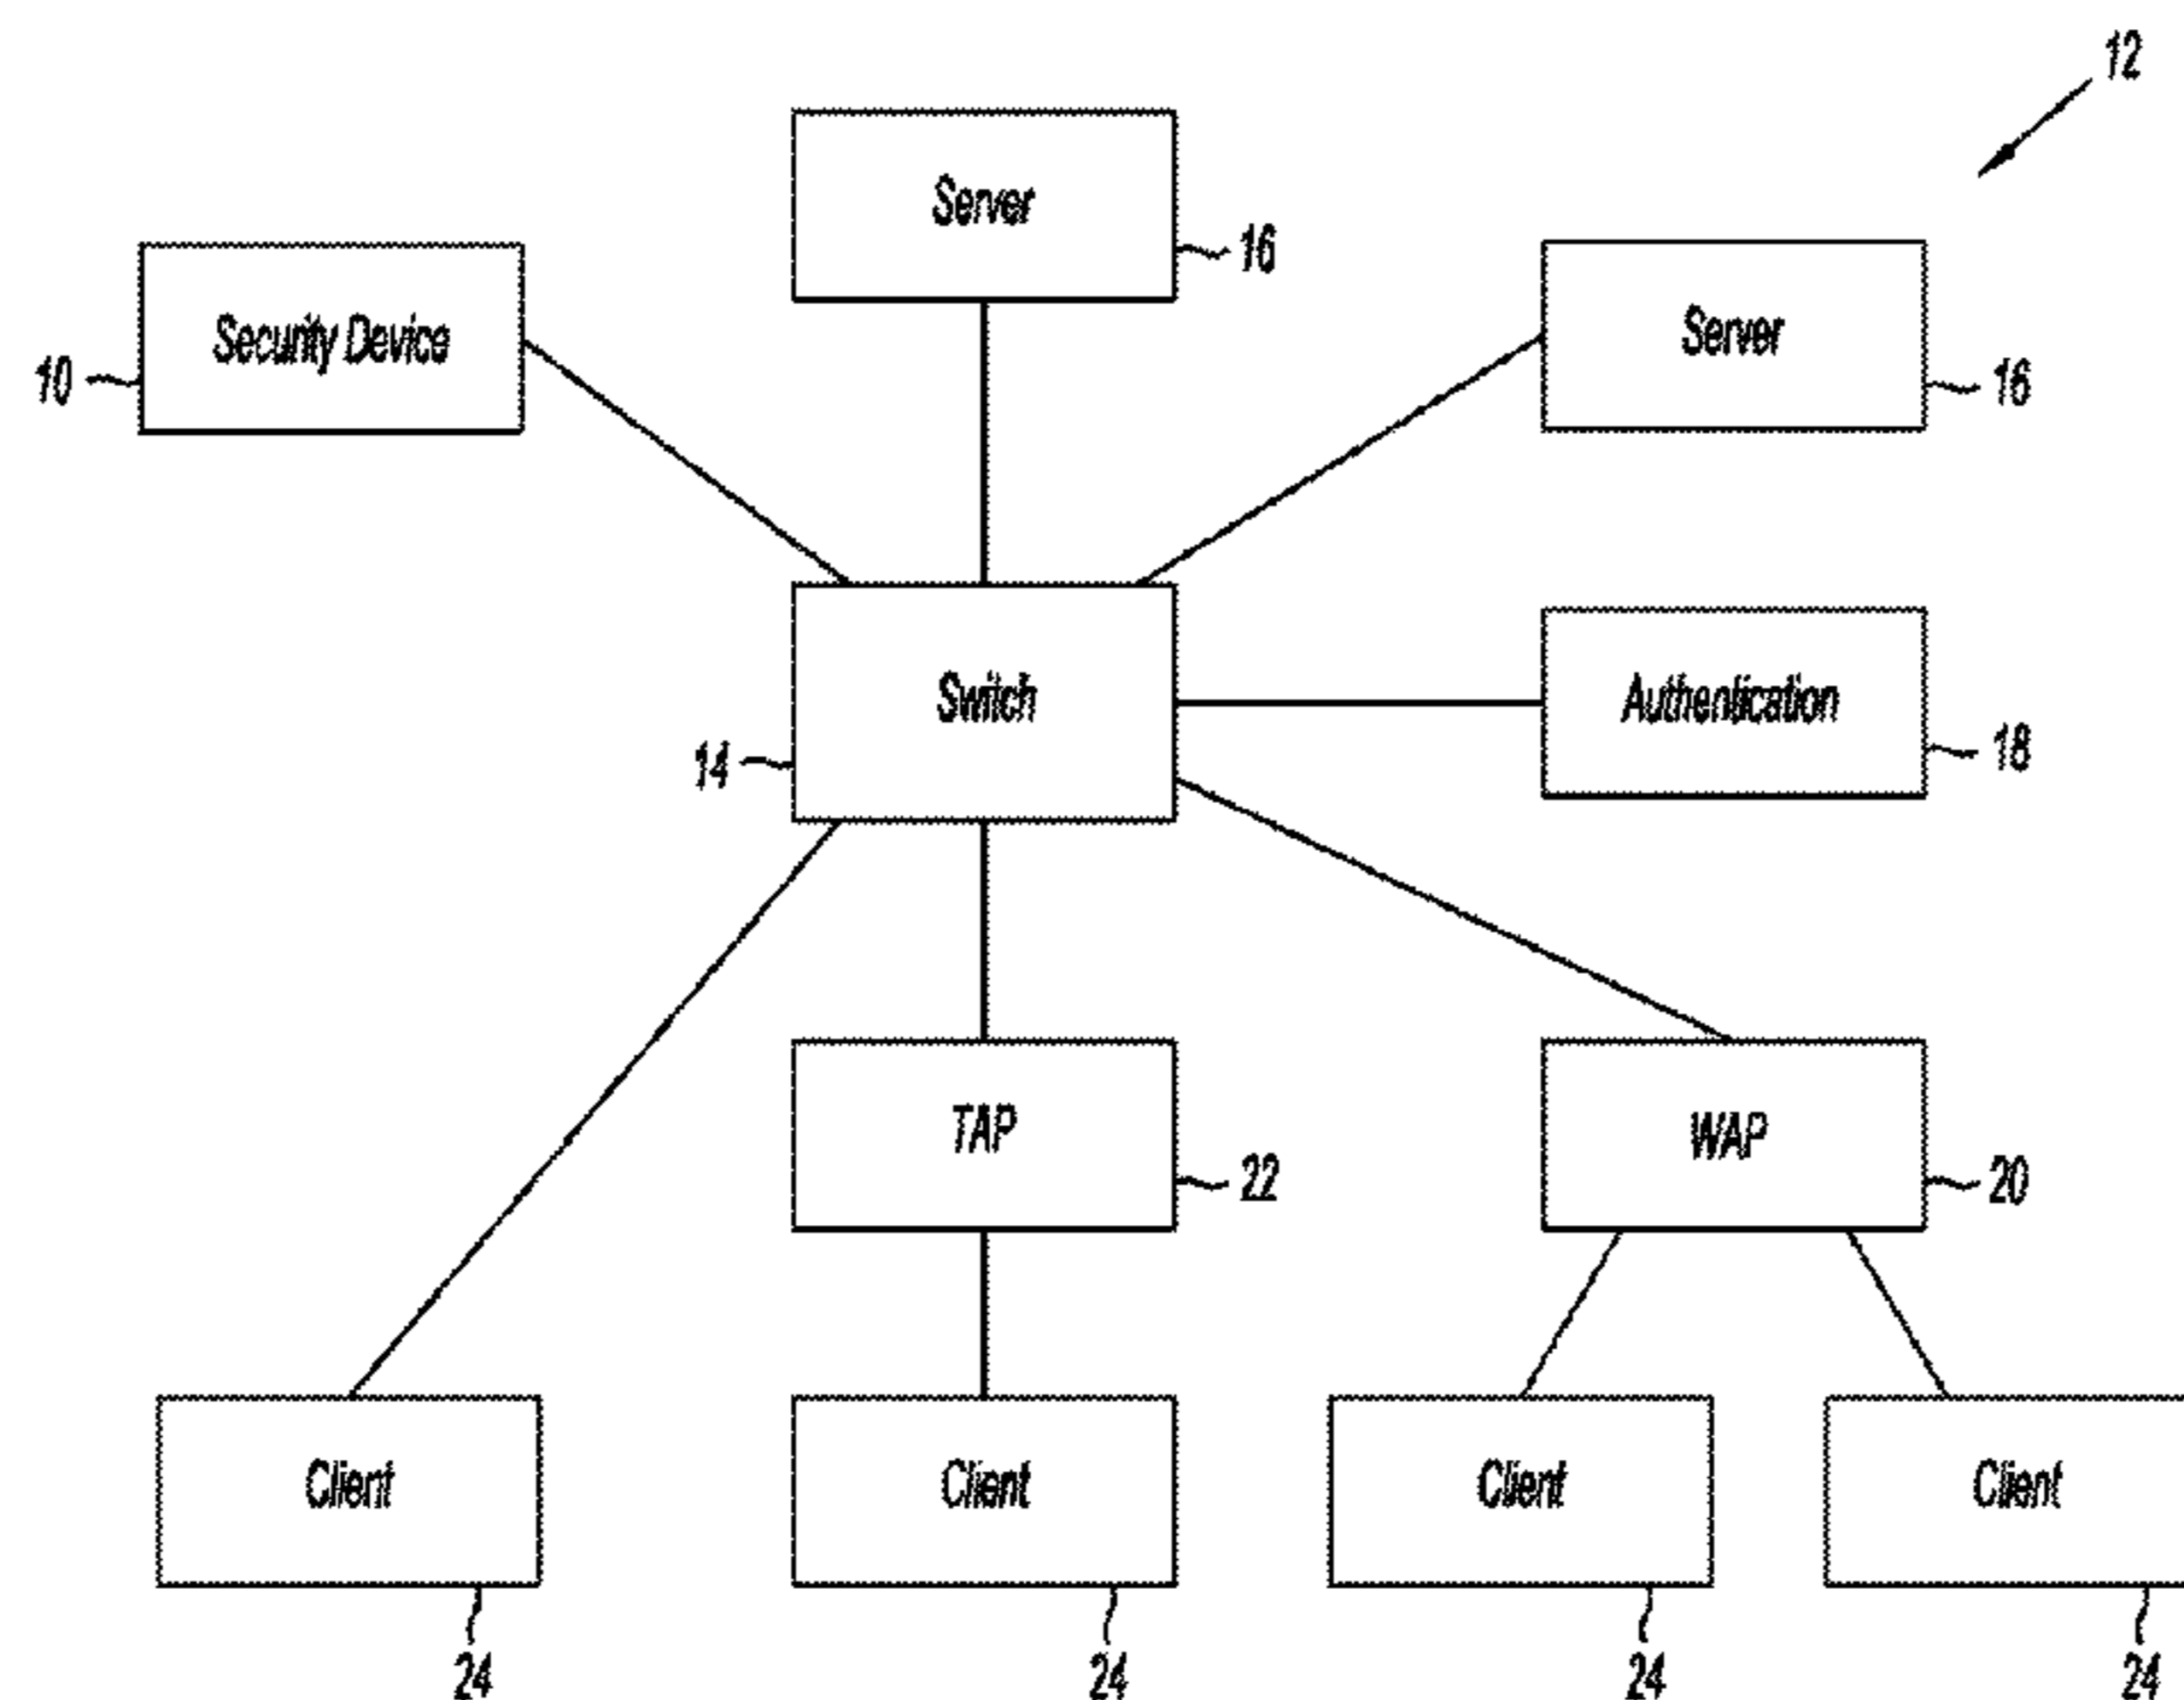 12
Server
16
Security Device
10
Server
16
Switch
14
Authentication
18
TAP
22
WAP
20
Client
Client
Client
Client
24
24
24
24